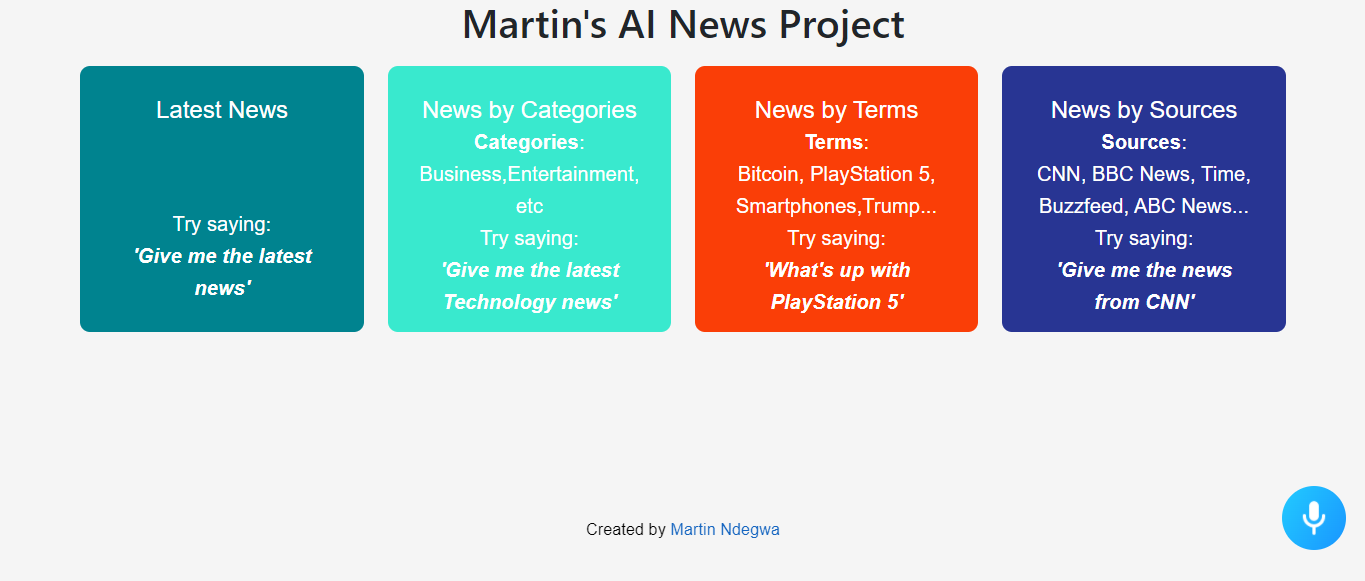 Martin's AI News Project
Latest News
Try saying:
'Give me the latest
news'
News by Categories
Categories:
Business,Entertainment,
etc
Try saying:
'Give me the latest
Technology news'
News by Terms
Terms:
Bitcoin, PlayStation 5,
Smartphones,Trump...
Try saying:
'What's up with
PlayStation 5'
News by Sources
Sources:
CNN, BBC News, Time,
Buzzfeed, ABC News...
Try saying:
'Give me the news
from CNN'
Created by Martin Ndegwa